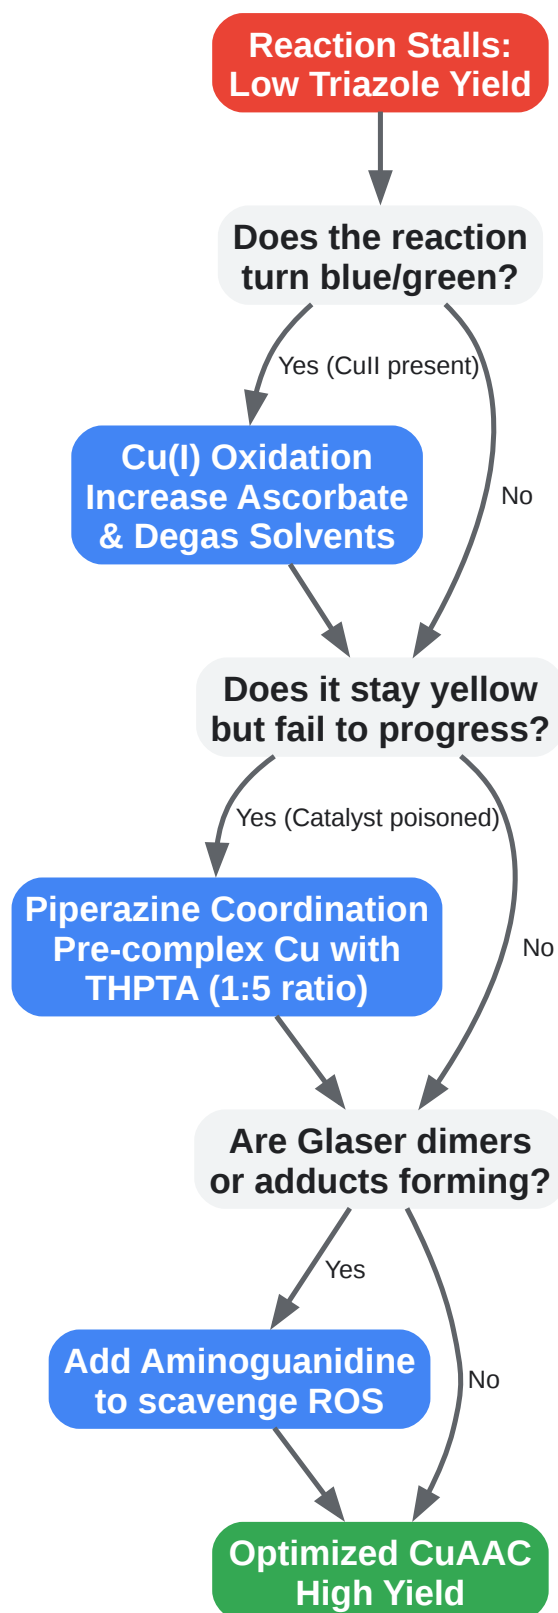 Reaction Stalls:
Low Triazole Yield
Does the reaction
turn blue/green?
Yes (CuII present)
No
Cu(I) Oxidation
Increase Ascorbate
& Degas Solvents
Does it stay yellow
but fail to progress?
Yes (Catalyst poisoned)
No
Piperazine Coordination
Pre-complex Cu with
THPTA (1:5 ratio)
Are Glaser dimers
or adducts forming?
Yes
No
Add Aminoguanidine
to scavenge ROS
Optimized CuAAC
High Yield